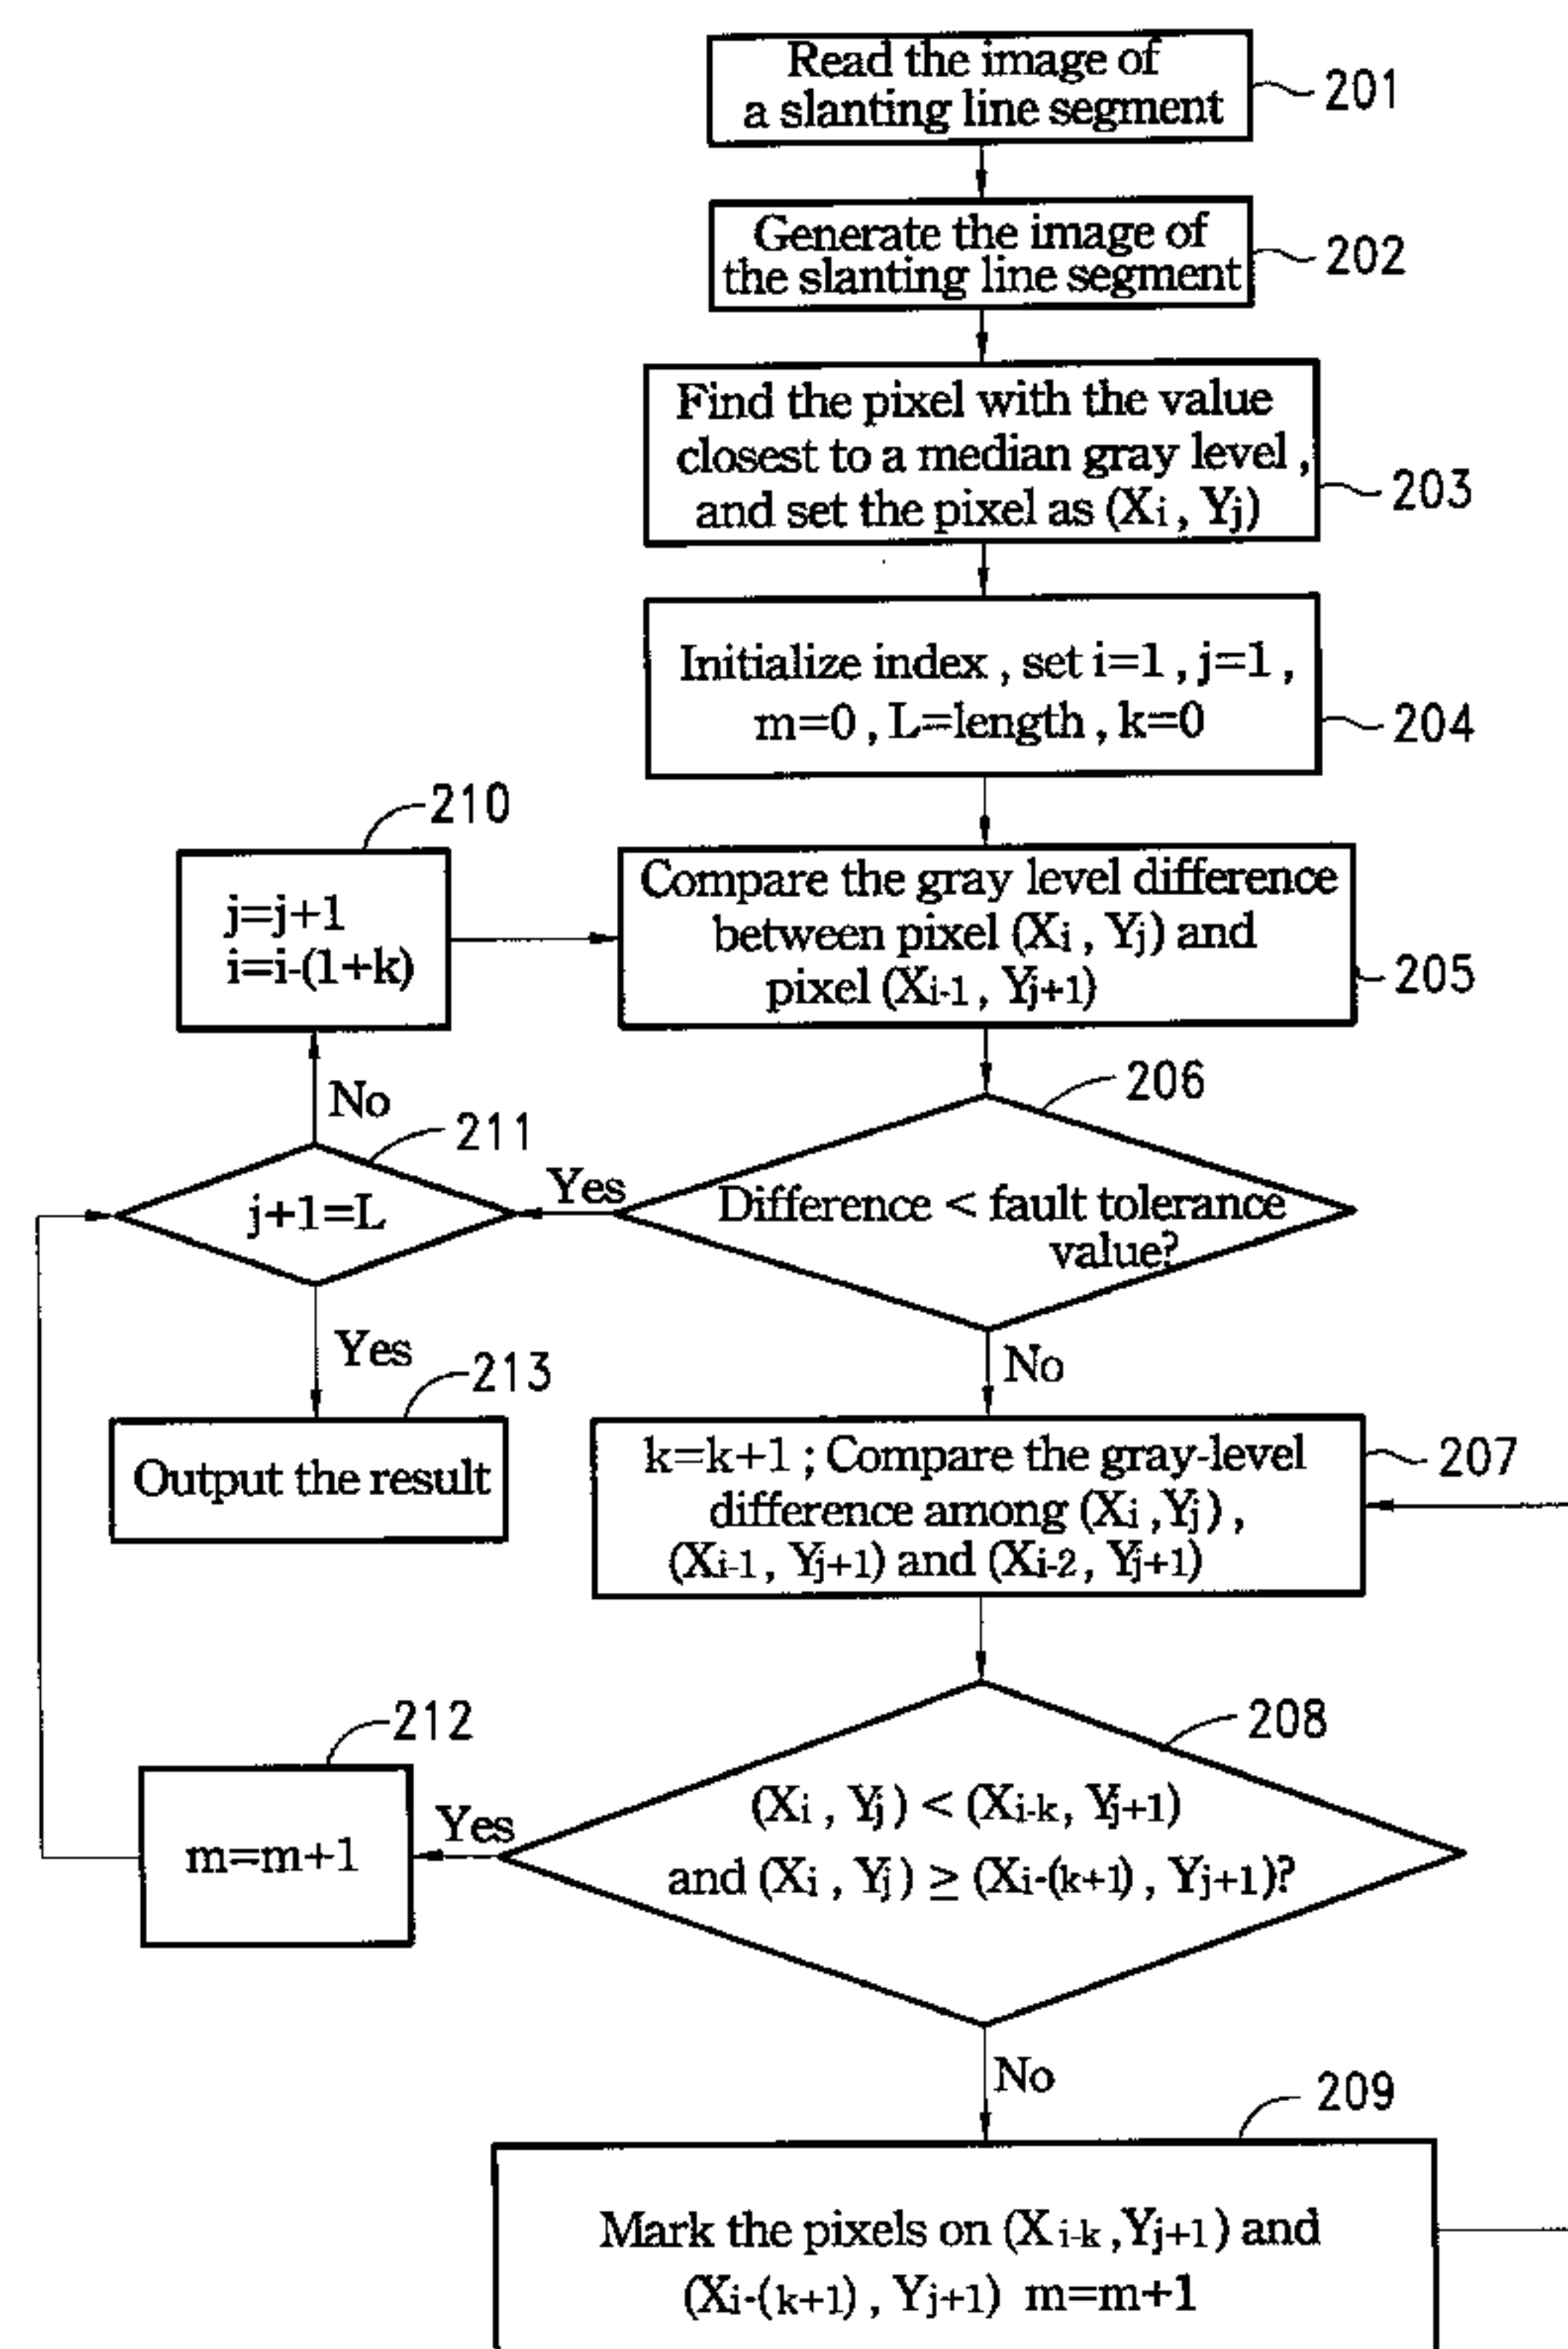 Read the image of
a slanting line segment
201
Generate the image of
the slanting line segment
202
Find the pixel with the value
closest to a median gray level ,
and set the pixel as (Xi , Yj)
203
Initialize index , set i=1 , j=1 ,
m=0 , L=length , k=0
204
210
j=j+1
i=i-(1+k)
Compare the gray level difference
between pixel (Xi , Yj) and
pixel (Xi-1 , Yj+1)
205
No
206
211
j+1=L
Yes
Difference < fault tolerance
value?
Yes
No
213
Output the result
k=k+1 ; Compare the gray-level
difference among (Xi ,Yj) ,
(Xi-1 , Yj+1) and (Xi-2 , Yj+1)
207
212
m=m+1
Yes
208
(Xi , Yj) < (Xi-k , Yj+1)
and (Xi , Yj) ≥ (Xi-(k+1) , Yj+1)?
No
209
Mark the pixels on (Xi-k ,Yj+1) and
(Xi-(k+1) , Yj+1) m=m+1